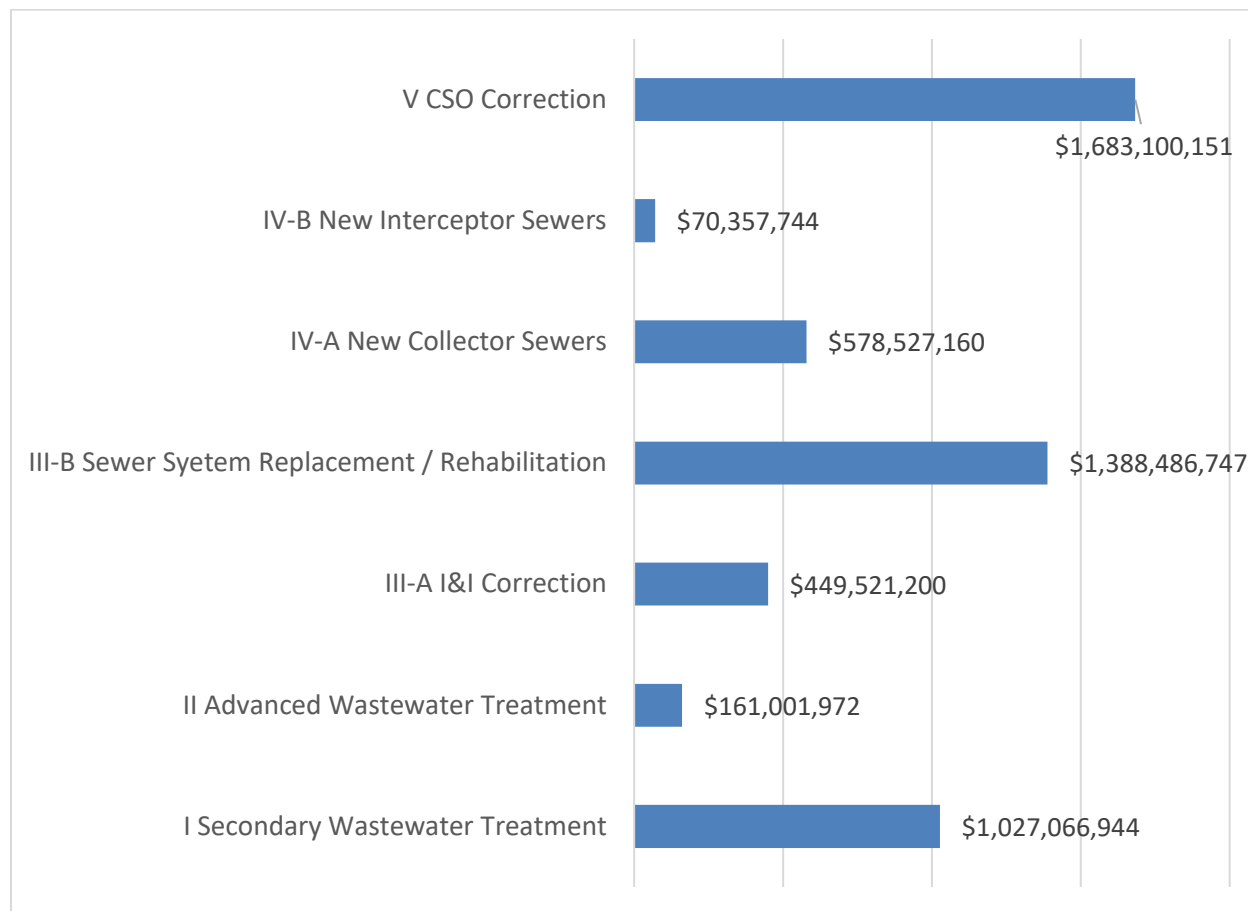 V CSO Correction
$1,683,100,151
IV-B New Interceptor Sewers
$70,357,744
IV-A New Collector Sewers
$578,527,160
III-B Sewer Syetem Replacement / Rehabilitation
$1,388,486,747
III-A I&I Correction
$449,521,200
II Advanced Wastewater Treatment
$161,001,972
I Secondary Wastewater Treatment
$1,027,066,944